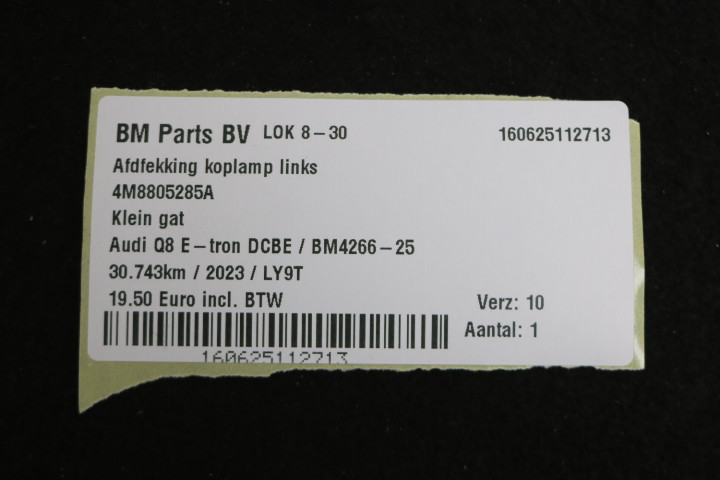 BM Parts BV LOK 8-30 160625112713
Afdfekking koplamp links
4M8805285A
Klein gat
Audi Q8 E-tron DCBE / BM4266-25
30.743km / 2023 / LY9T
19.50 Euro incl. BTW Verz: 10
Aantal: 1
160625112713